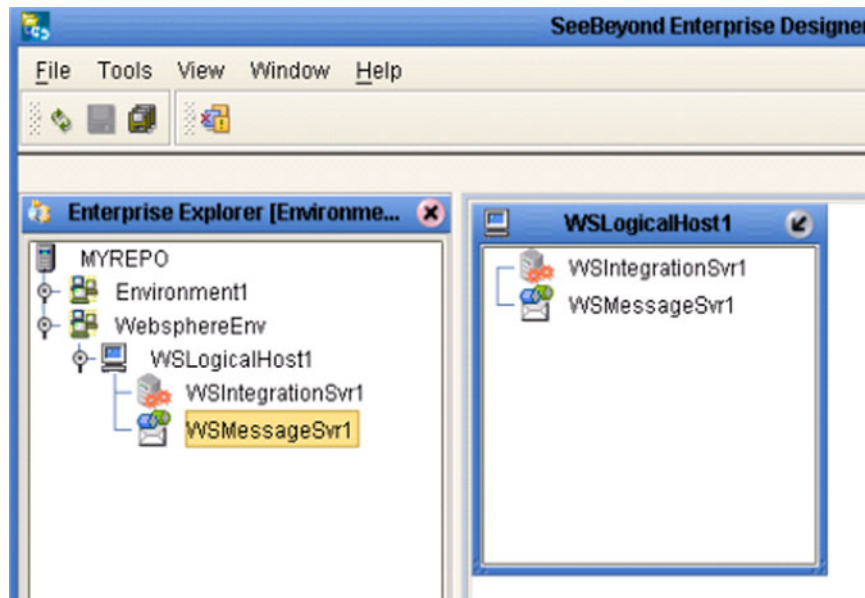 SeeBeyond Enterprise Designer
File Tools View Window Help
Enterprise Explorer [Environme...
MYREPO
Environment1
WebsphereEnv
WSLogicalHost1
WSIntegrationSvr1
WSMessageSvr1
WSLogicalHost1
WSIntegrationSvr1
WSMessageSvr1